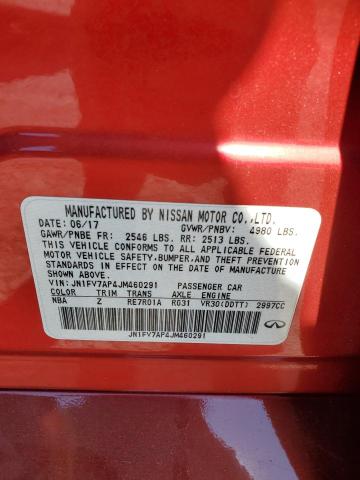 MANUFACTURED BY NISSAN MOTOR CO.,LTD.
DATE: 06/17 GVWR/PNBV: 4980 LBS.
GAWR/PNBE FR: 2546 LBS. RR: 2513 LBS.
THIS VEHICLE CONFORMS TO ALL APPLICABLE FEDERAL
MOTOR VEHICLE SAFETY,BUMPER,AND THEFT PREVENTION
STANDARDS IN EFFECT ON THE DATE OF MANUFACTURE
SHOWN ABOVE.
VIN: JN1FV7AP4JM460291 PASSENGER CAR
COLOR TRIM TRANS AXLE ENGINE
NBA Z RE7R01A RG31 VR30(DDTT) 2997CC
JN1FV7AP4JM460291